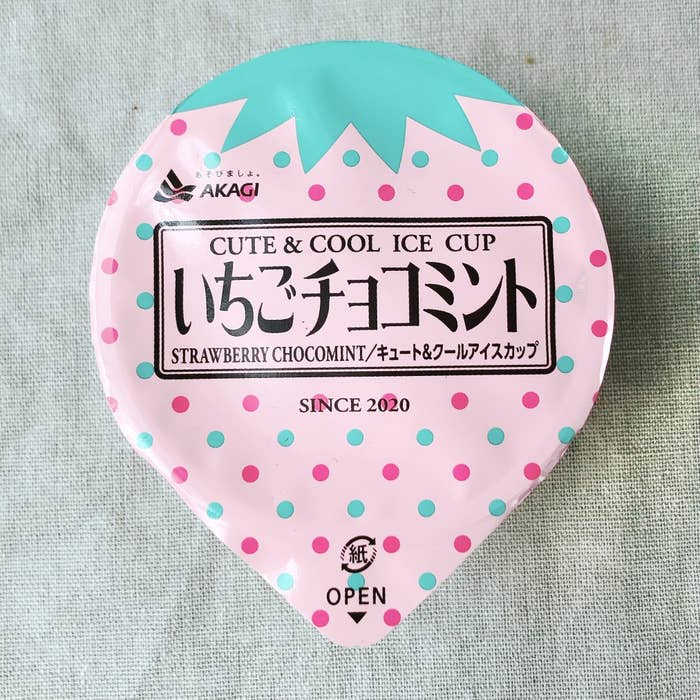 あそびましょ。
AKAGI
CUTE & COOL ICE CUP
いちごチョコミント
STRAWBERRY CHOCOMINT/キュート&クールアイスカップ
SINCE 2020
紙
OPEN